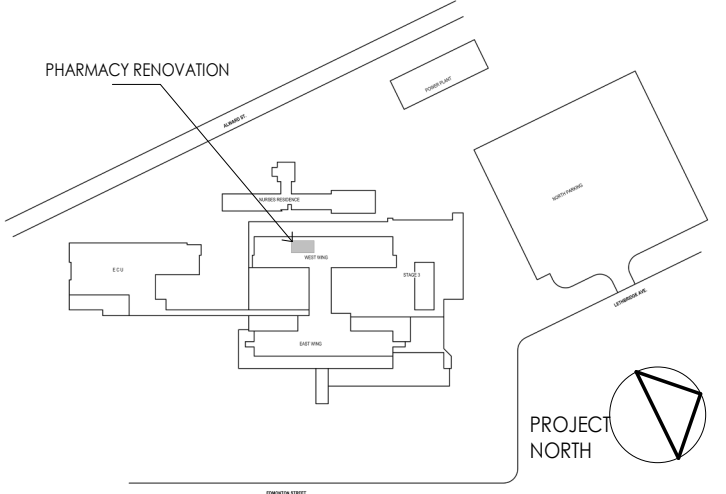 PHARMACY RENOVATION
POWER PLANT
ALWARD ST.
NURSES RESIDENCE
NORTH PARKING
WEST WING
E C U
STAGE 3
LETHBRIDGE AVE.
EAST WING
PROJECT
NORTH
EDMONTON STREET